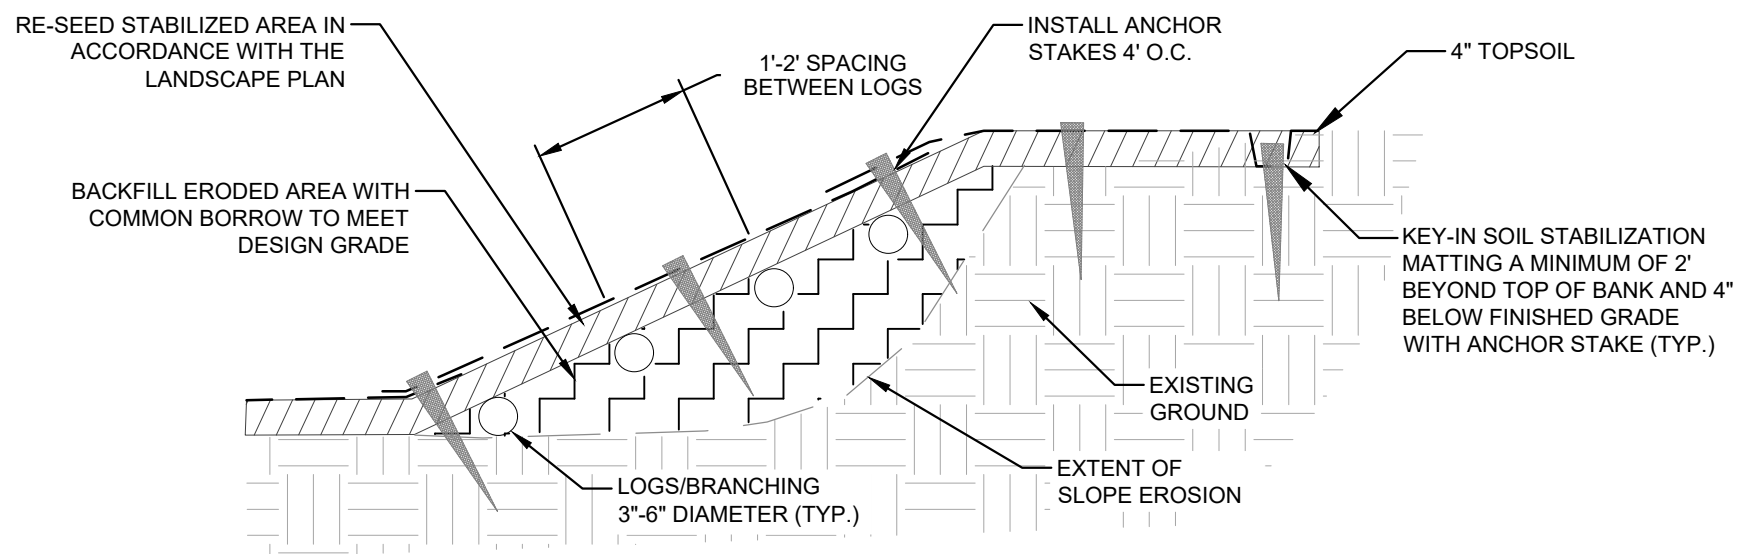 RE-SEED STABILIZED AREA IN
ACCORDANCE WITH THE
LANDSCAPE PLAN
1'-2' SPACING
BETWEEN LOGS
INSTALL ANCHOR
STAKES 4' O.C.
4" TOPSOIL
BACKFILL ERODED AREA WITH
COMMON BORROW TO MEET
DESIGN GRADE
KEY-IN SOIL STABILIZATION
MATTING A MINIMUM OF 2'
BEYOND TOP OF BANK AND 4"
BELOW FINISHED GRADE
WITH ANCHOR STAKE (TYP.)
EXISTING
GROUND
EXTENT OF
SLOPE EROSION
LOGS/BRANCHING
3"-6" DIAMETER (TYP.)